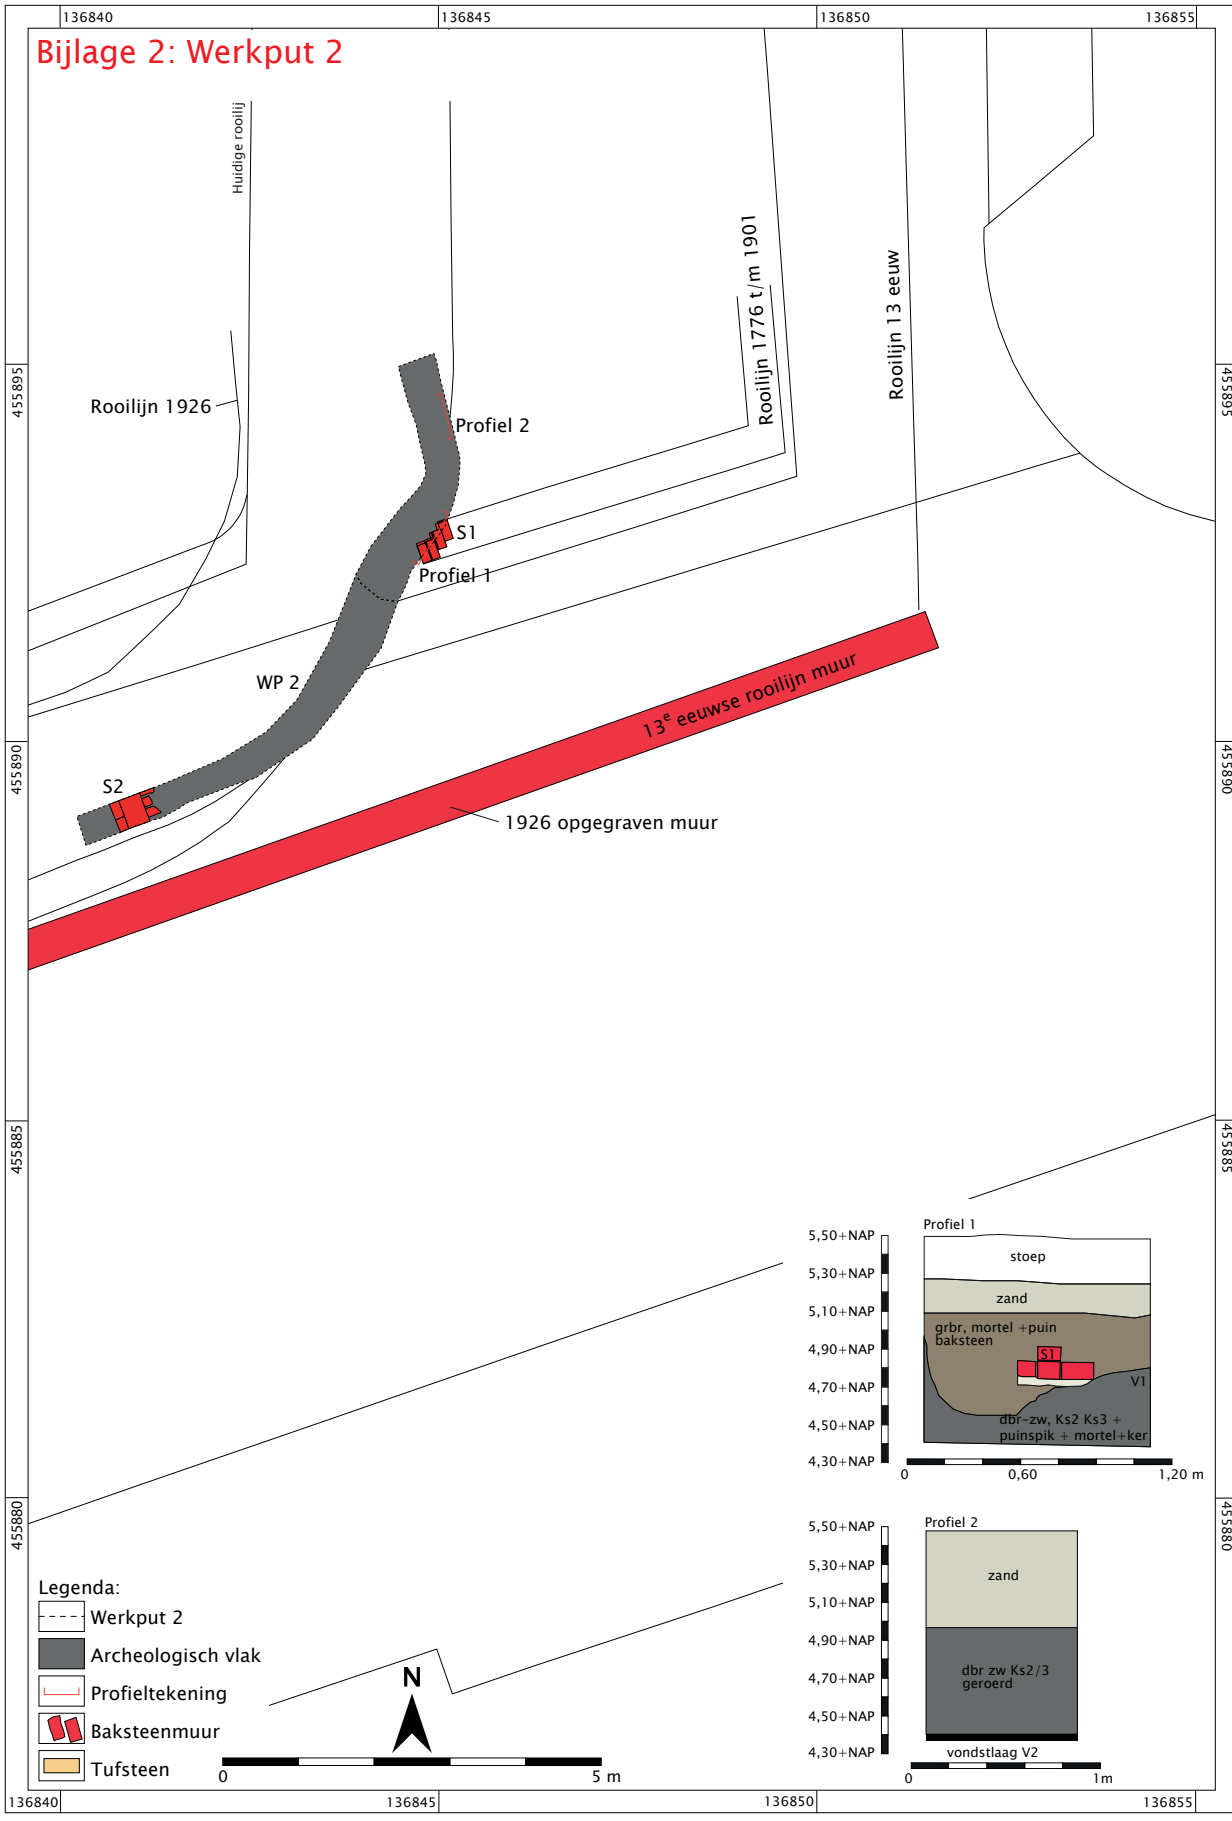 136840
136845
136850
136855
Bijlage 2: Werkput 2
Huidige rooilij
Rooilijn 1776 t/m 1901
Rooilijn 13 eeuw
455895
455895
Rooilijn 1926
Profiel 2
S1
Profiel 1
WP 2
13e eeuwse rooilijn muur
455890
455890
S2
1926 opgegraven muur
455885
455885
Profiel 1
5,50+NAP
5,30+NAP
5,10+NAP
4,90+NAP
4,70+NAP
4,50+NAP
4,30+NAP
stoep
zand
grbr, mortel +puin
baksteen
S1
V1
dbr-zw, Ks2 Ks3 +
puinspik + mortel+ker
0
0,60
1,20 m
455880
455880
Profiel 2
5,50+NAP
5,30+NAP
5,10+NAP
4,90+NAP
4,70+NAP
4,50+NAP
4,30+NAP
zand
dbr zw Ks2/3
geroerd
vondstlaag V2
0
1m
Legenda:
Werkput 2
Archeologisch vlak
Profieltekening
Baksteenmuur
Tufsteen
N
0
5 m
136840
136845
136850
136855